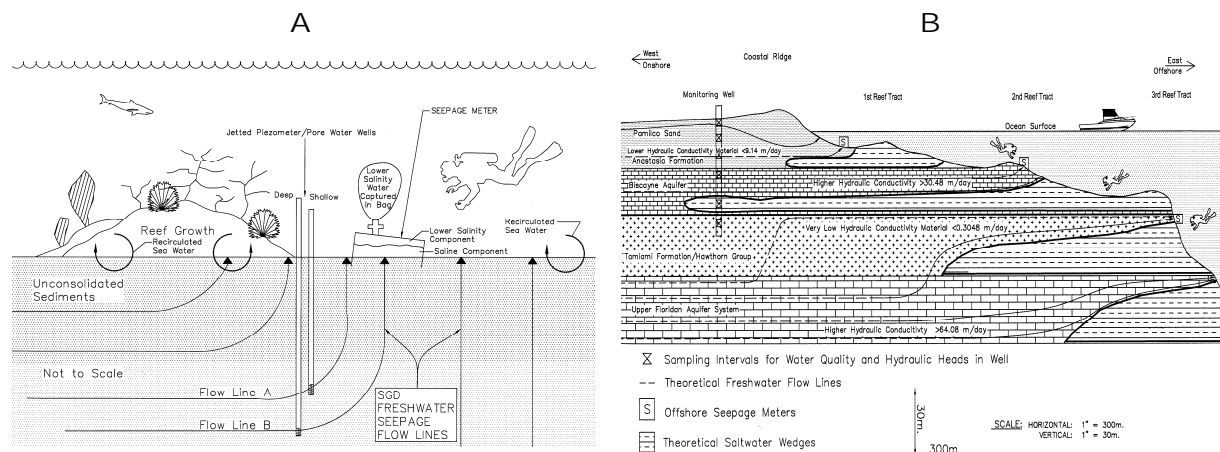 A
SEEPAGE METER
Jetted Piezometer/Pore Water Wells
Lower
Salinity
Water
Captured
in Bag
Deep
Shallow
Reef Growth
Recirculated
Sea Water
Lower Salinity
Component
Saline Component
Recirculated
Sea Water
Unconsolidated
Sediments
Not to Scale
Flow Line A
Flow Line B
SGD
FRESHWATER
SEEPAGE
FLOW LINES
B
West
Onshore
Coastal Ridge
East
Offshore
Monitoring Well
1st Reef Tract
2nd Reef Tract
3rd Reef Tract
Ocean Surface
Pamlico Sand
S
Lower Hydraulic Conductivity Material <9.14 m/day
Anastasia Formation
S
Biscayne Aquifer
Higher Hydraulic Conductivity >30.48 m/day
S
Very Low Hydraulic Conductivity Material <0.3048 m/day
Tamiami Formation/Hawthorn Group
Upper Floridan Aquifer System
Higher Hydraulic Conductivity >64.08 m/day
Sampling Intervals for Water Quality and Hydraulic Heads in Well
Theoretical Freshwater Flow Lines
S Offshore Seepage Meters
Theoretical Saltwater Wedges
30m.
300m.
SCALE: HORIZONTAL: 1" = 300m.
VERTICAL: 1" = 30m.